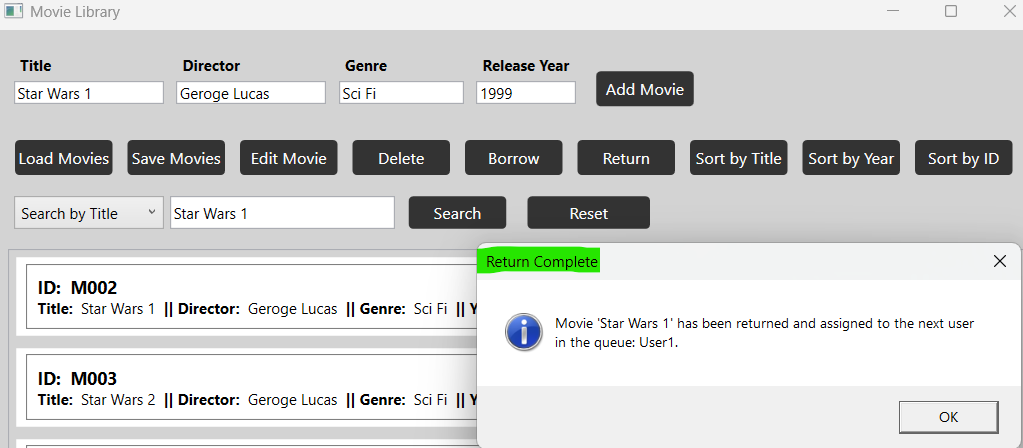 Movie Library
Title Director Genre Release Year
Star Wars 1 Geroge Lucas Sci Fi 1999 Add Movie
Load Movies Save Movies Edit Movie Delete Borrow Return Sort by Title Sort by Year Sort by ID
Search by Title Star Wars 1 Search Reset
Return Complete
Movie 'Star Wars 1' has been returned and assigned to the next user
in the queue: User1.
OK
ID: M002
Title: Star Wars 1 || Director: Geroge Lucas || Genre: Sci Fi || Y
ID: M003
Title: Star Wars 2 || Director: Geroge Lucas || Genre: Sci Fi || Y